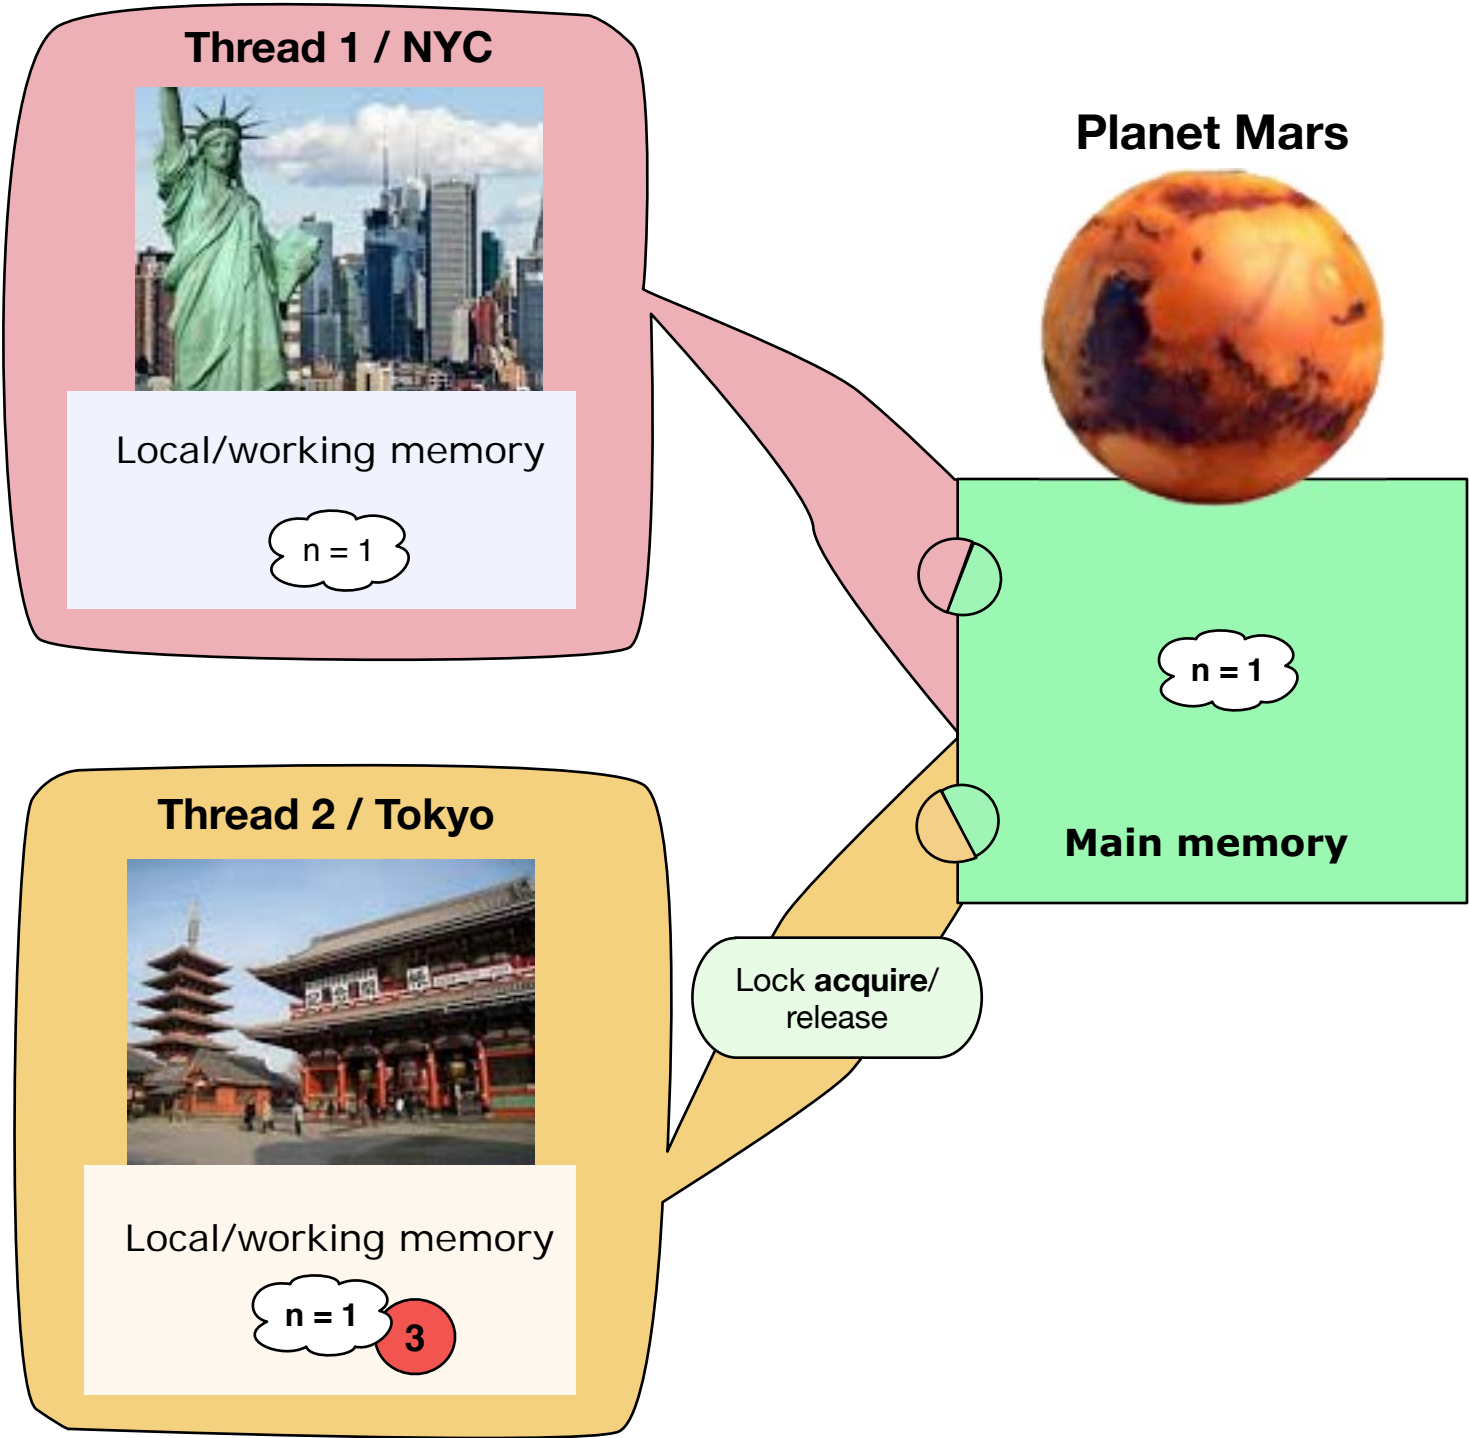 Thread 1 / NYC
Local/working memory
n = 1
Planet Mars
n = 1
Main memory
Thread 2 / Tokyo
Lock acquire/
release
Local/working memory
n = 1
3